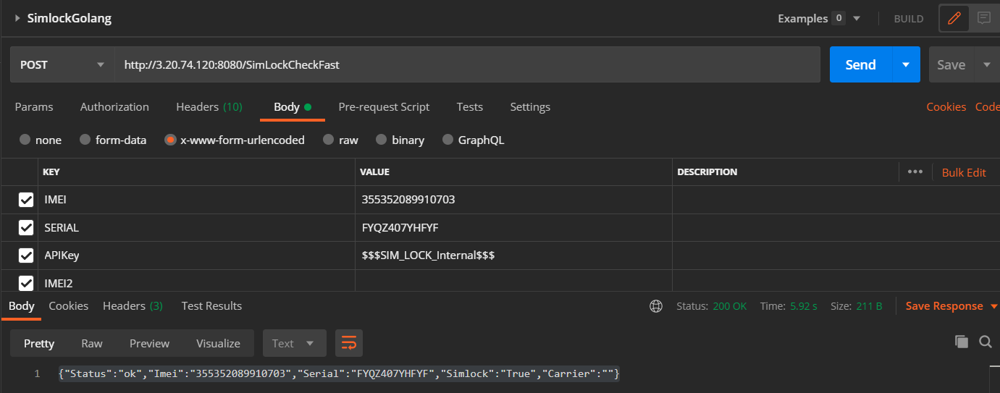 SimlockGolang Examples 0 BUILD
POST http://3.20.74.120:8080/SimLockCheckFast Send Save
Params Authorization Headers (10) Body Pre-request Script Tests Settings Cookies Code
none form-data x-www-form-urlencoded raw binary GraphQL
KEY VALUE DESCRIPTION ••• Bulk Edit
IMEI 355352089910703
SERIAL FYQZ407YHFYF
APIKey $$$SIM_LOCK_Internal$$$
IMEI2
Body Cookies Headers (3) Test Results Status: 200 OK Time: 5.92 s Size: 211 B Save Response
Pretty Raw Preview Visualize Text
1 {"Status":"ok","Imei":"355352089910703","Serial":"FYQZ407YHFYF","Simlock":"True","Carrier":""}